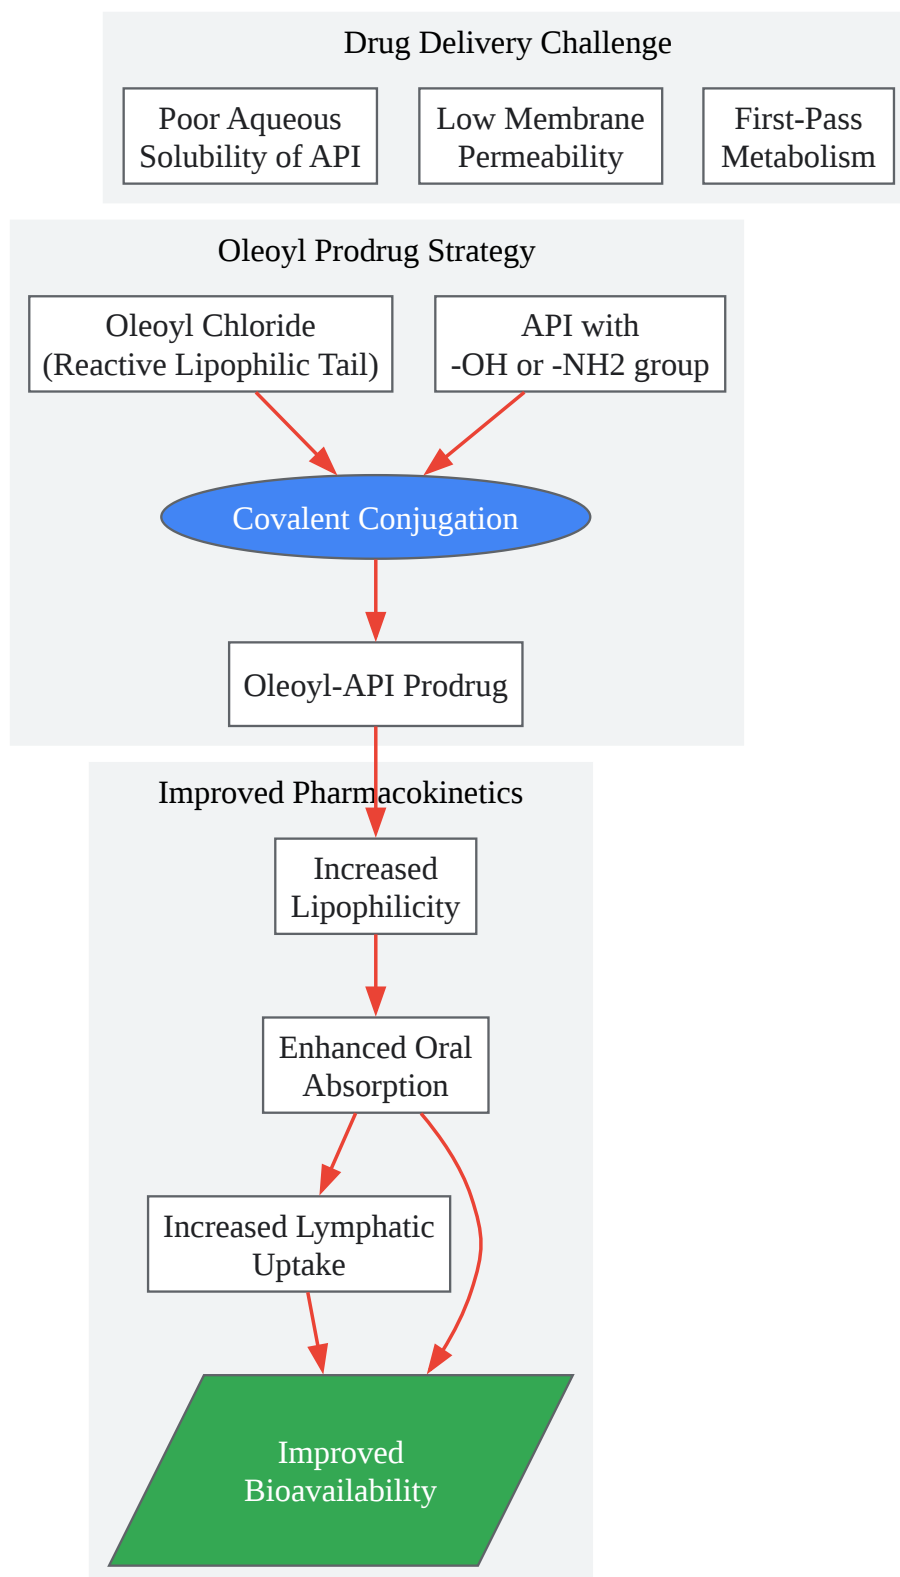 Drug Delivery Challenge
Poor Aqueous
Solubility of API
Low Membrane
Permeability
First-Pass
Metabolism
Oleoyl Prodrug Strategy
Oleoyl Chloride
(Reactive Lipophilic Tail)
API with
-OH or -NH2 group
Covalent Conjugation
Oleoyl-API Prodrug
Improved Pharmacokinetics
Increased
Lipophilicity
Enhanced Oral
Absorption
Increased Lymphatic
Uptake
Improved
Bioavailability